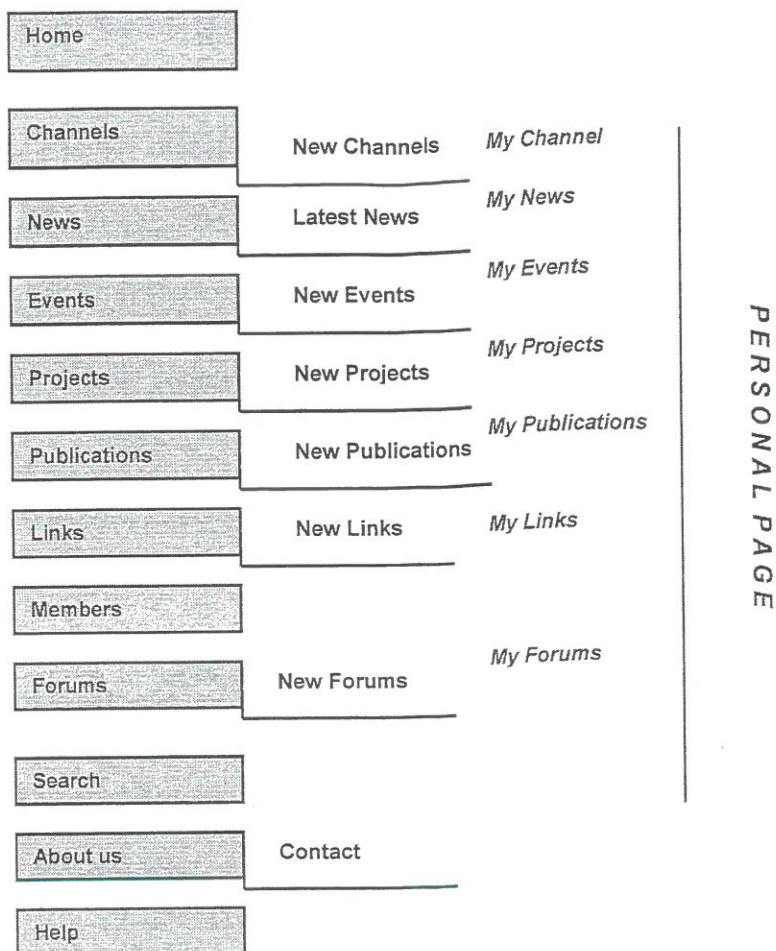 Home
Channels
New Channels
My Channel
News
Latest News
My News
Events
New Events
My Events
Projects
New Projects
My Projects
Publications
New Publications
My Publications
Links
New Links
My Links
Members
Forums
New Forums
My Forums
Search
About us
Contact
Help
PERSONAL PAGE